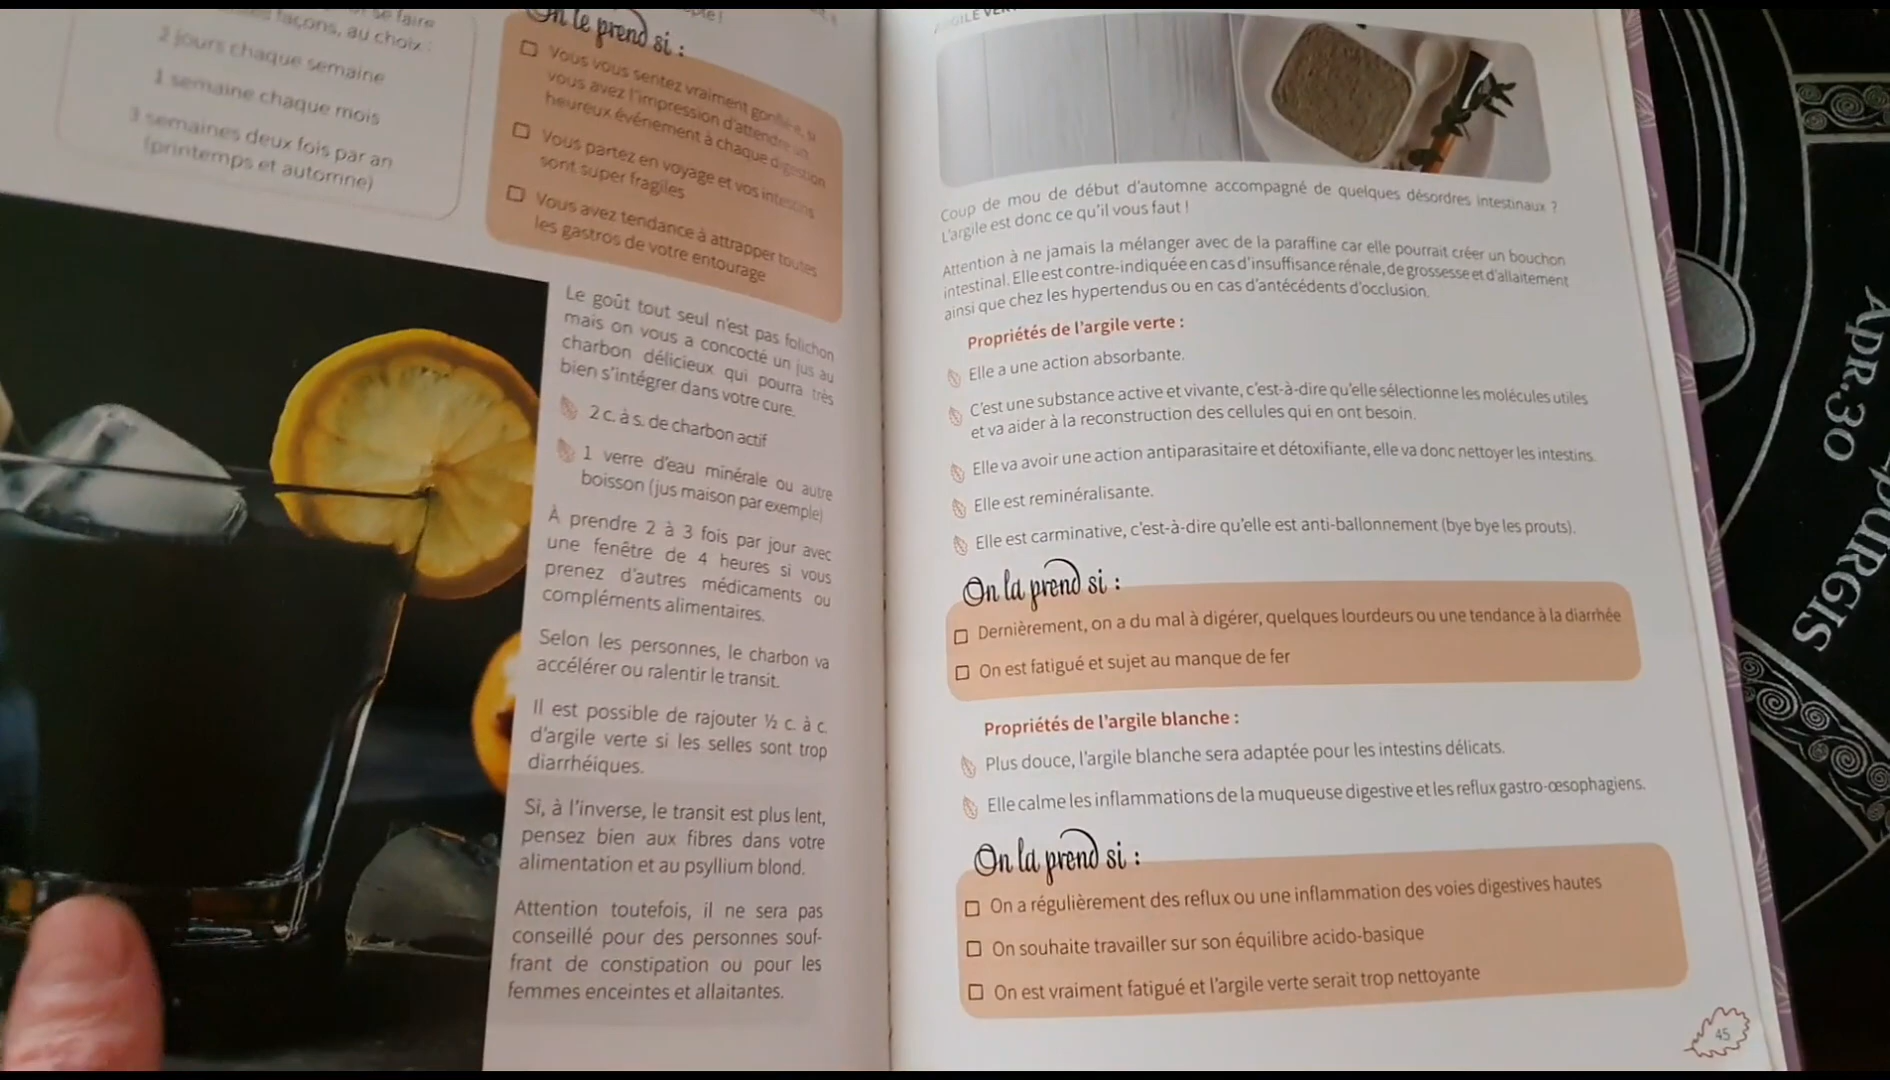 se faire
façons, au choix :
2 jours chaque semaine
1 semaine chaque mois
3 semaines deux fois par an
(printemps et automne)
On le prend si :
Vous vous sentez vraiment
vous avez l'impression d'attendre un
heureux événement à chaque digestion
Vous partez en voyage et vos intestins
sont super fragiles
Vous avez tendance à attrapper toutes
les gastros de votre entourage
Le goût tout seul n'est pas folichon
mais on vous a concocté un jus au
charbon délicieux qui pourra très
bien s'intégrer dans votre cure.
2 c. à s. de charbon actif
1 verre d'eau minérale ou autre
boisson (jus maison par exemple)
À prendre 2 à 3 fois par jour avec
une fenêtre de 4 heures si vous
prenez d'autres médicaments ou
compléments alimentaires.
Selon les personnes, le charbon va
accélérer ou ralentir le transit.
Il est possible de rajouter ½ c. à c.
d'argile verte si les selles sont trop
diarrhéiques.
Si, à l'inverse, le transit est plus lent,
pensez bien aux fibres dans votre
alimentation et au psyllium blond.
Attention toutefois, il ne sera pas
conseillé pour des personnes souf-
frant de constipation ou pour les
femmes enceintes et allaitantes.
ARGILE
Coup de mou de début d'automne accompagné de quelques désordres intestinaux ?
L'argile est donc ce qu'il vous faut !
Attention à ne jamais la mélanger avec de la paraffine car elle pourrait créer un bouchon
intestinal. Elle est contre-indiquée en cas d'insuffisance rénale, de grossesse et d'allaitement
ainsi que chez les hypertendus ou en cas d'antécédents d'occlusion.
Propriétés de l'argile verte :
Elle a une action absorbante.
C'est une substance active et vivante, c'est-à-dire qu'elle sélectionne les molécules utiles
et va aider à la reconstruction des cellules qui en ont besoin.
Elle va avoir une action antiparasitaire et détoxifiante, elle va donc nettoyer les intestins.
Elle est reminéralisante.
Elle est carminative, c'est-à-dire qu'elle est anti-ballonnement (bye bye les prouts).
On la prend si :
Dernièrement, on a du mal à digérer, quelques lourdeurs ou une tendance à la diarrhée
On est fatigué et sujet au manque de fer
Propriétés de l'argile blanche :
Plus douce, l'argile blanche sera adaptée pour les intestins délicats.
Elle calme les inflammations de la muqueuse digestive et les reflux gastro-œsophagiens.
On la prend si :
On a régulièrement des reflux ou une inflammation des voies digestives hautes
On souhaite travailler sur son équilibre acido-basique
On est vraiment fatigué et l'argile verte serait trop nettoyante
45
APR.30
PURGIS